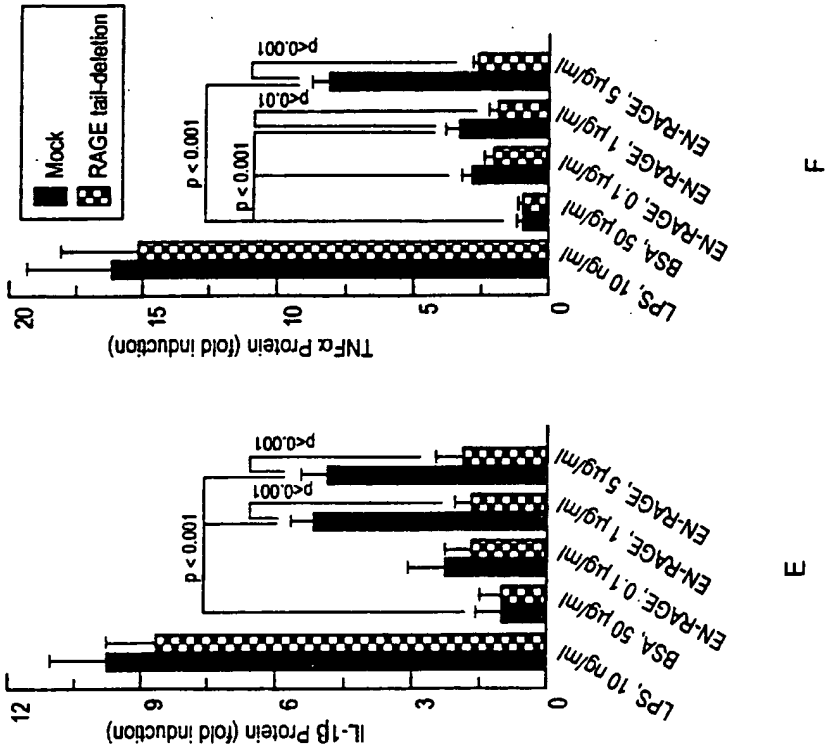 IL-1β Protein (fold induction)
12
9
6
3
0
p < 0.001
p<0.001
p<0.001
LPS, 10 ng/ml
BSA, 50 µg/ml
EN-RAGE, 0.1 µg/ml
EN-RAGE, 1 µg/ml
EN-RAGE, 5 µg/ml
E
TNFα Protein (fold induction)
20
15
10
5
0
Mock
RAGE tail-deletion
p < 0.001
p < 0.001
p<0.01
p<0.001
LPS, 10 ng/ml
BSA, 50 µg/ml
EN-RAGE, 0.1 µg/ml
EN-RAGE, 1 µg/ml
EN-RAGE, 5 µg/ml
F